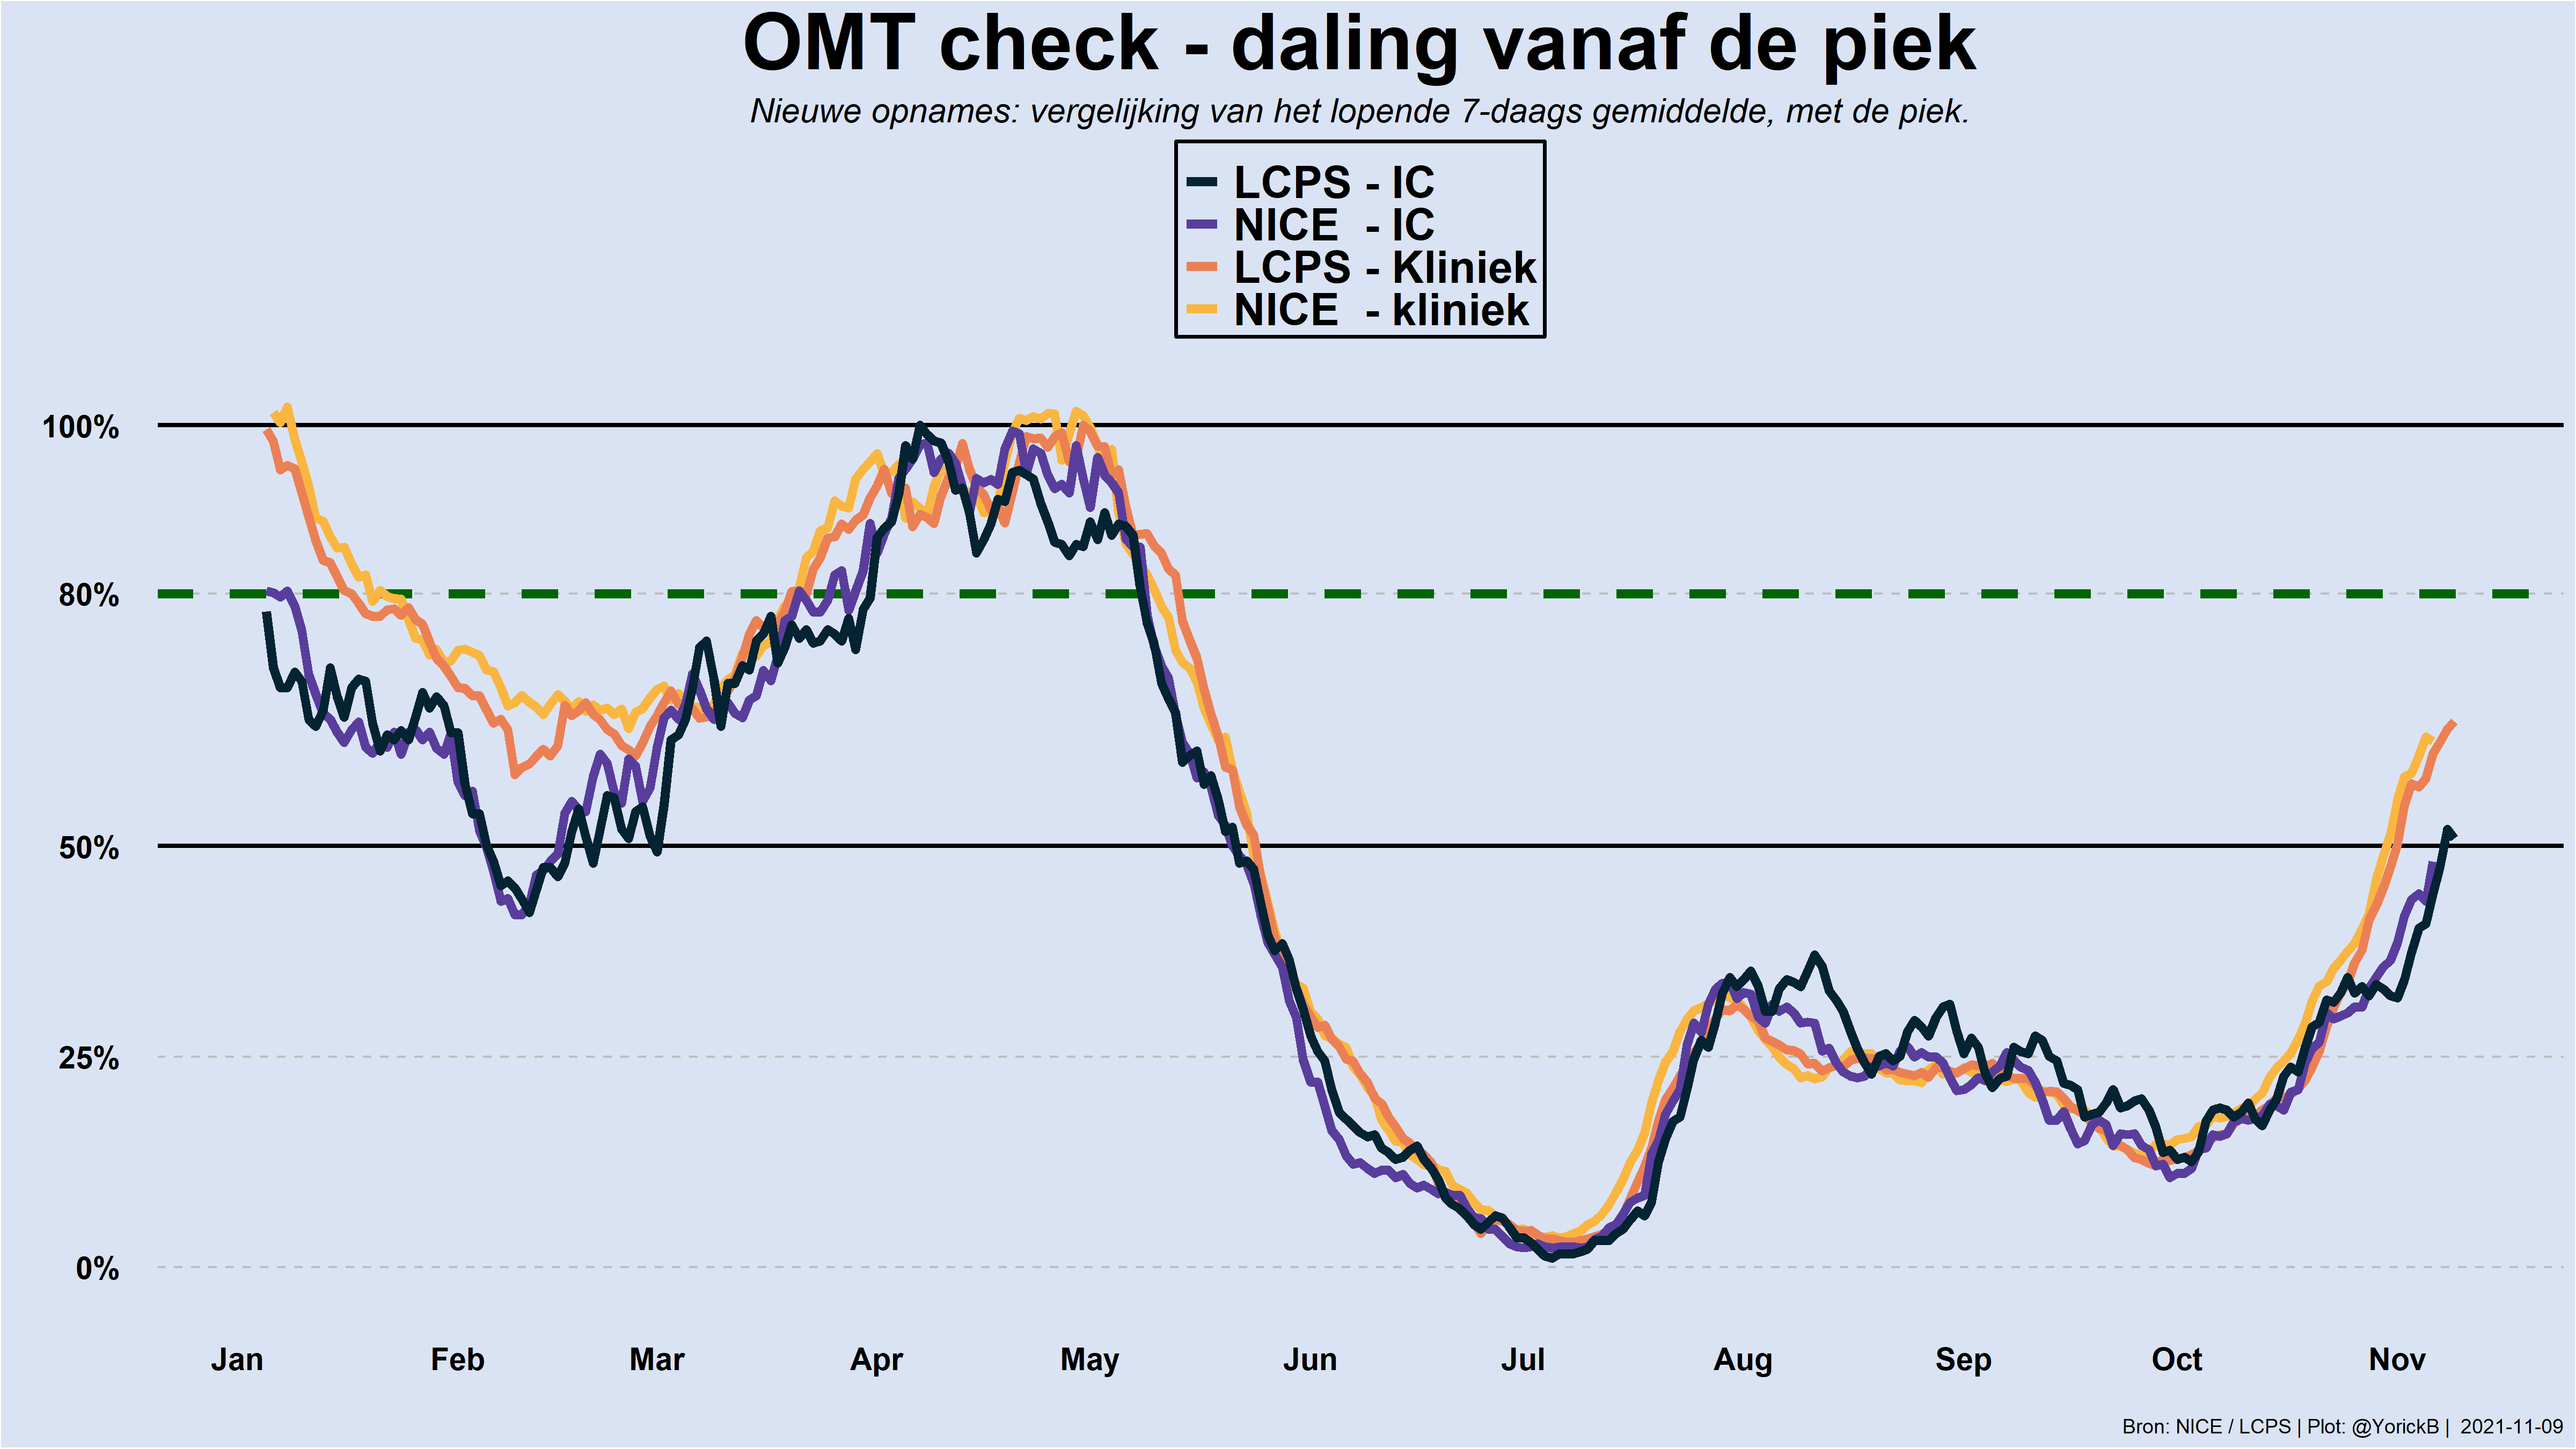 OMT check - daling vanaf de piek
Nieuwe opnames: vergelijking van het lopende 7-daags gemiddelde, met de piek.
LCPS - IC
NICE - IC
LCPS - Kliniek
NICE - kliniek
100%
80%
50%
25%
0%
Jan Feb Mar Apr May Jun Jul Aug Sep Oct Nov
Bron: NICE / LCPS | Plot: @YorickB | 2021-11-09